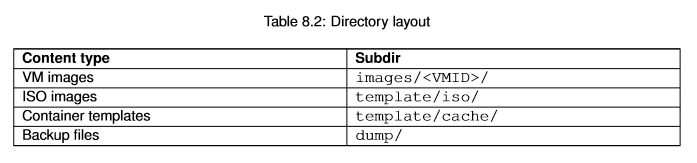 Table 8.2: Directory layout
Content type Subdir
VM images images/<VMID>/
ISO images template/iso/
Container templates template/cache/
Backup files dump/